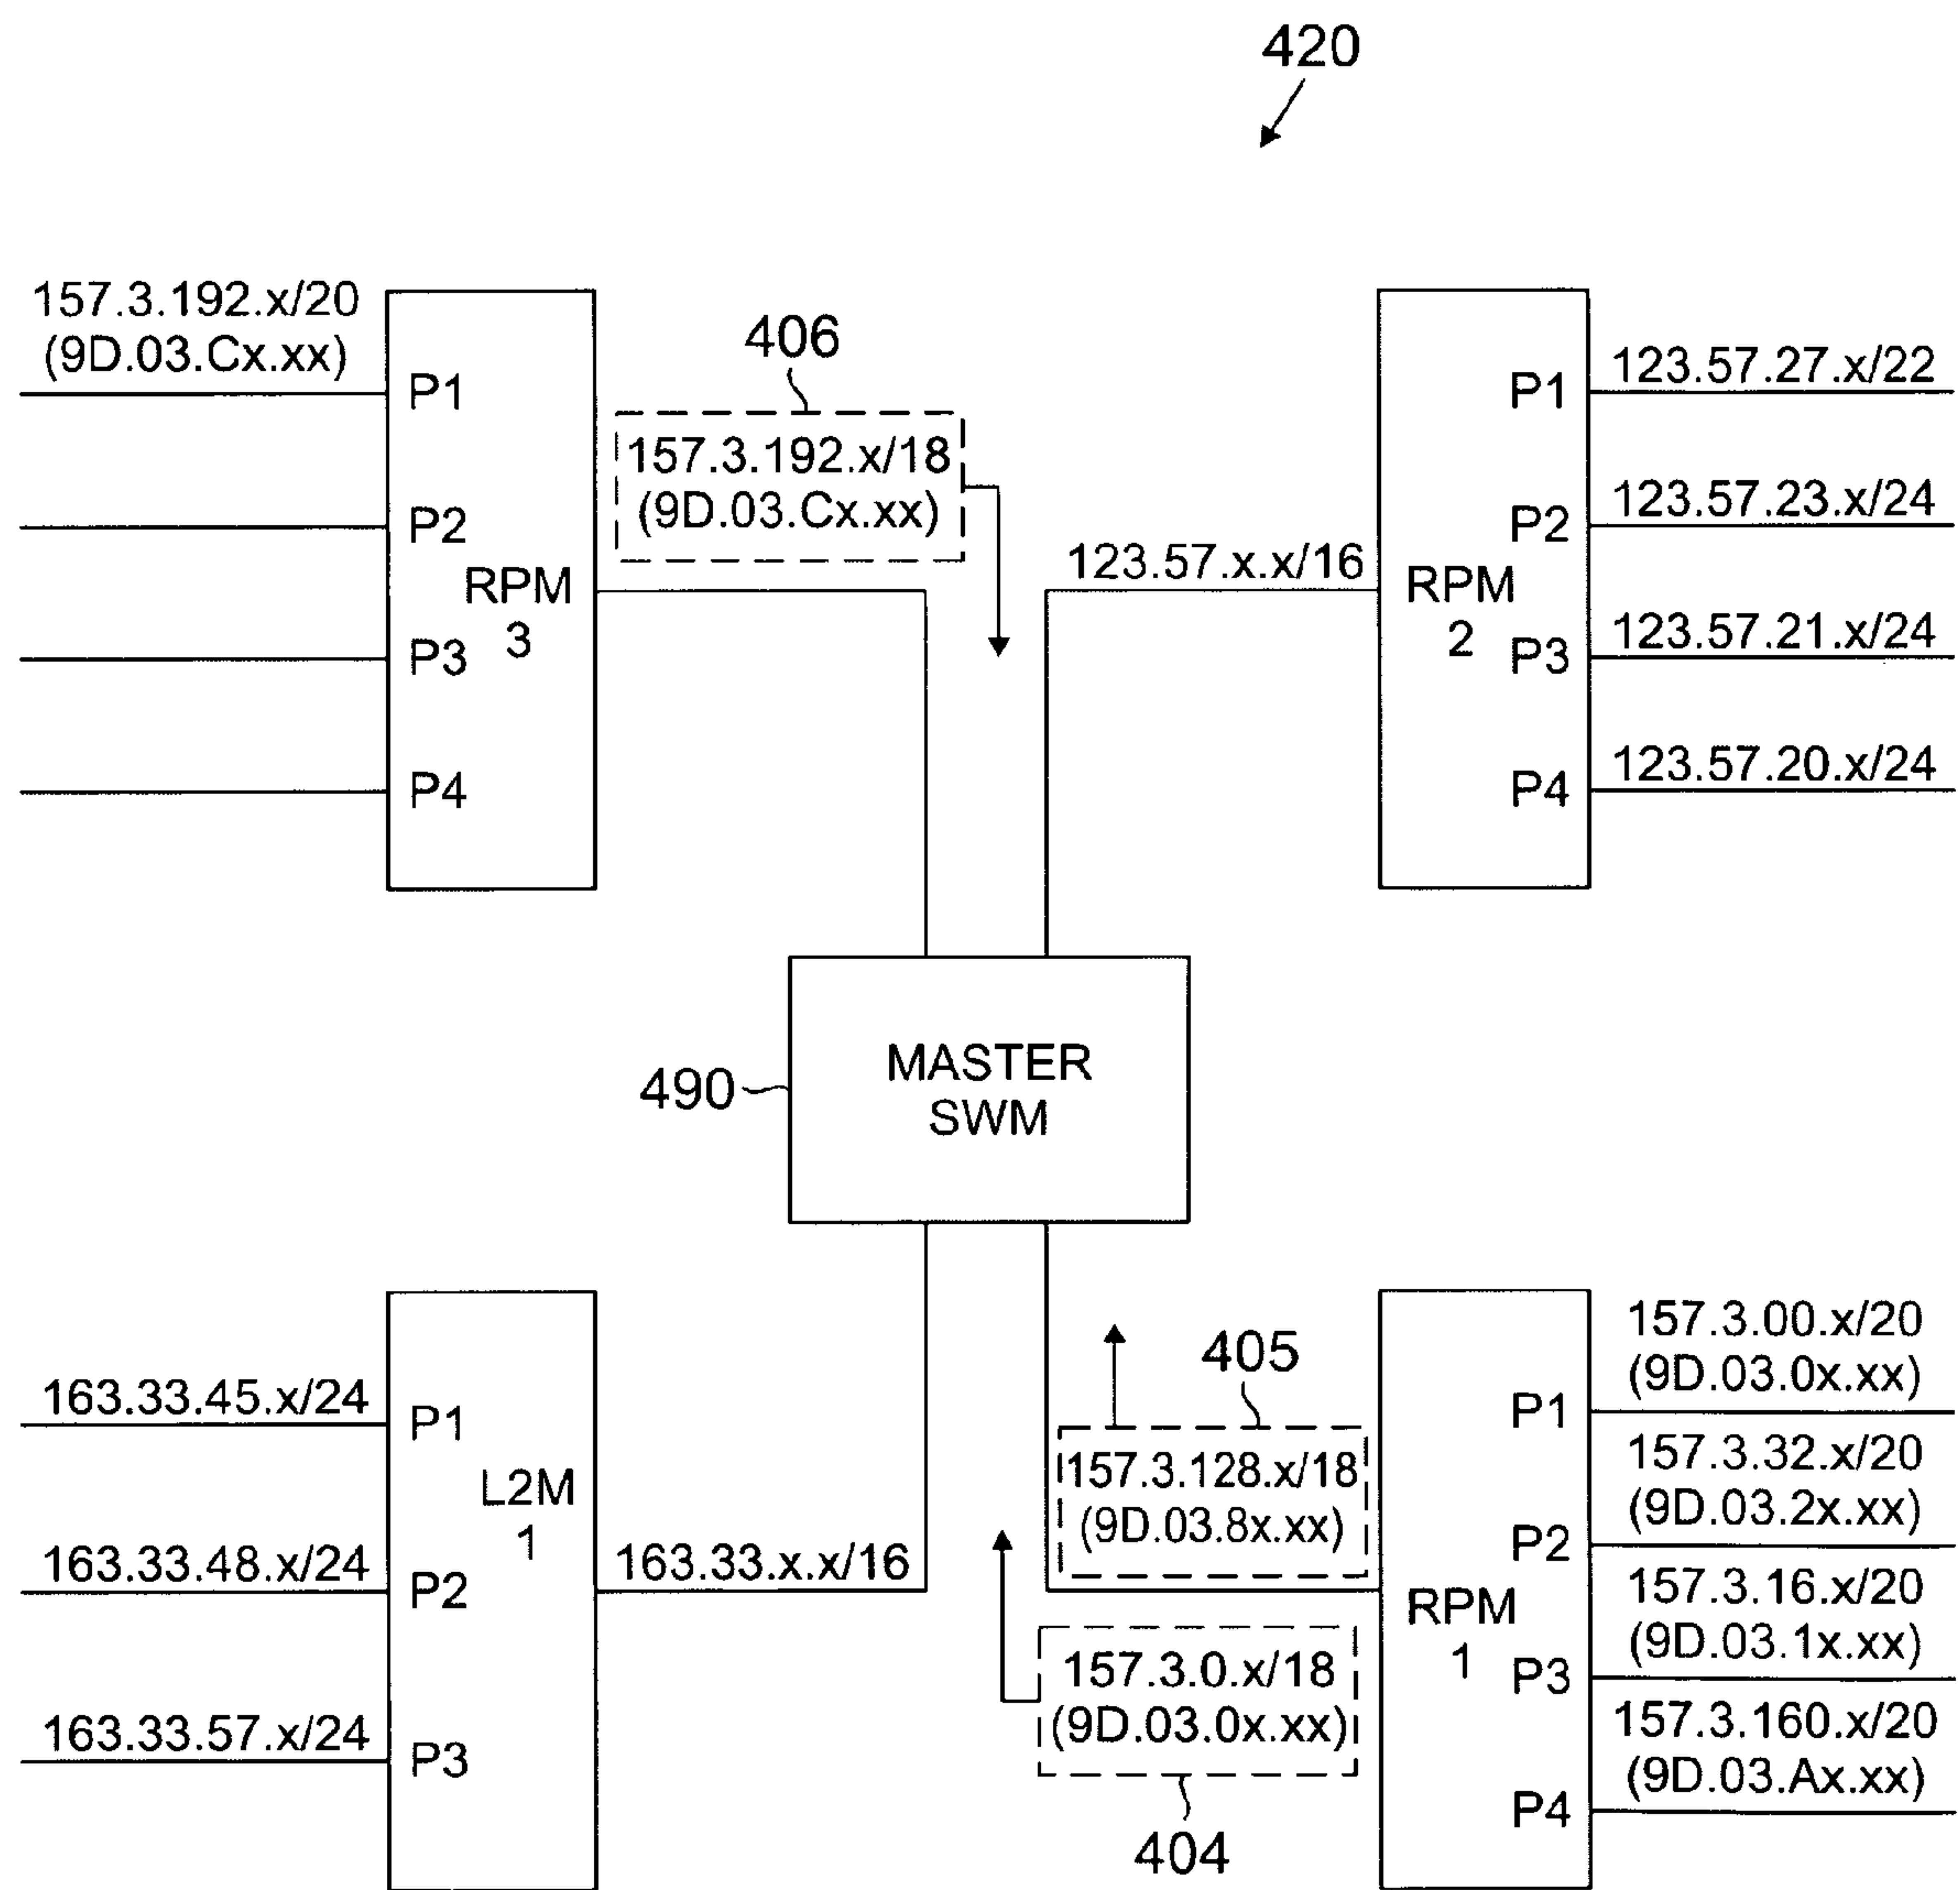 420
157.3.192.x/20
(9D.03.Cx.xx)
P1
P2
P3
P4
RPM
3
406
157.3.192.x/18
(9D.03.Cx.xx)
123.57.x.x/16
RPM
2
P1
P2
P3
P4
123.57.27.x/22
123.57.23.x/24
123.57.21.x/24
123.57.20.x/24
490
MASTER
SWM
163.33.45.x/24
163.33.48.x/24
163.33.57.x/24
P1
P2
P3
L2M
1
163.33.x.x/16
405
157.3.128.x/18
(9D.03.8x.xx)
157.3.0.x/18
(9D.03.0x.xx)
404
RPM
1
P1
P2
P3
P4
157.3.00.x/20
(9D.03.0x.xx)
157.3.32.x/20
(9D.03.2x.xx)
157.3.16.x/20
(9D.03.1x.xx)
157.3.160.x/20
(9D.03.Ax.xx)